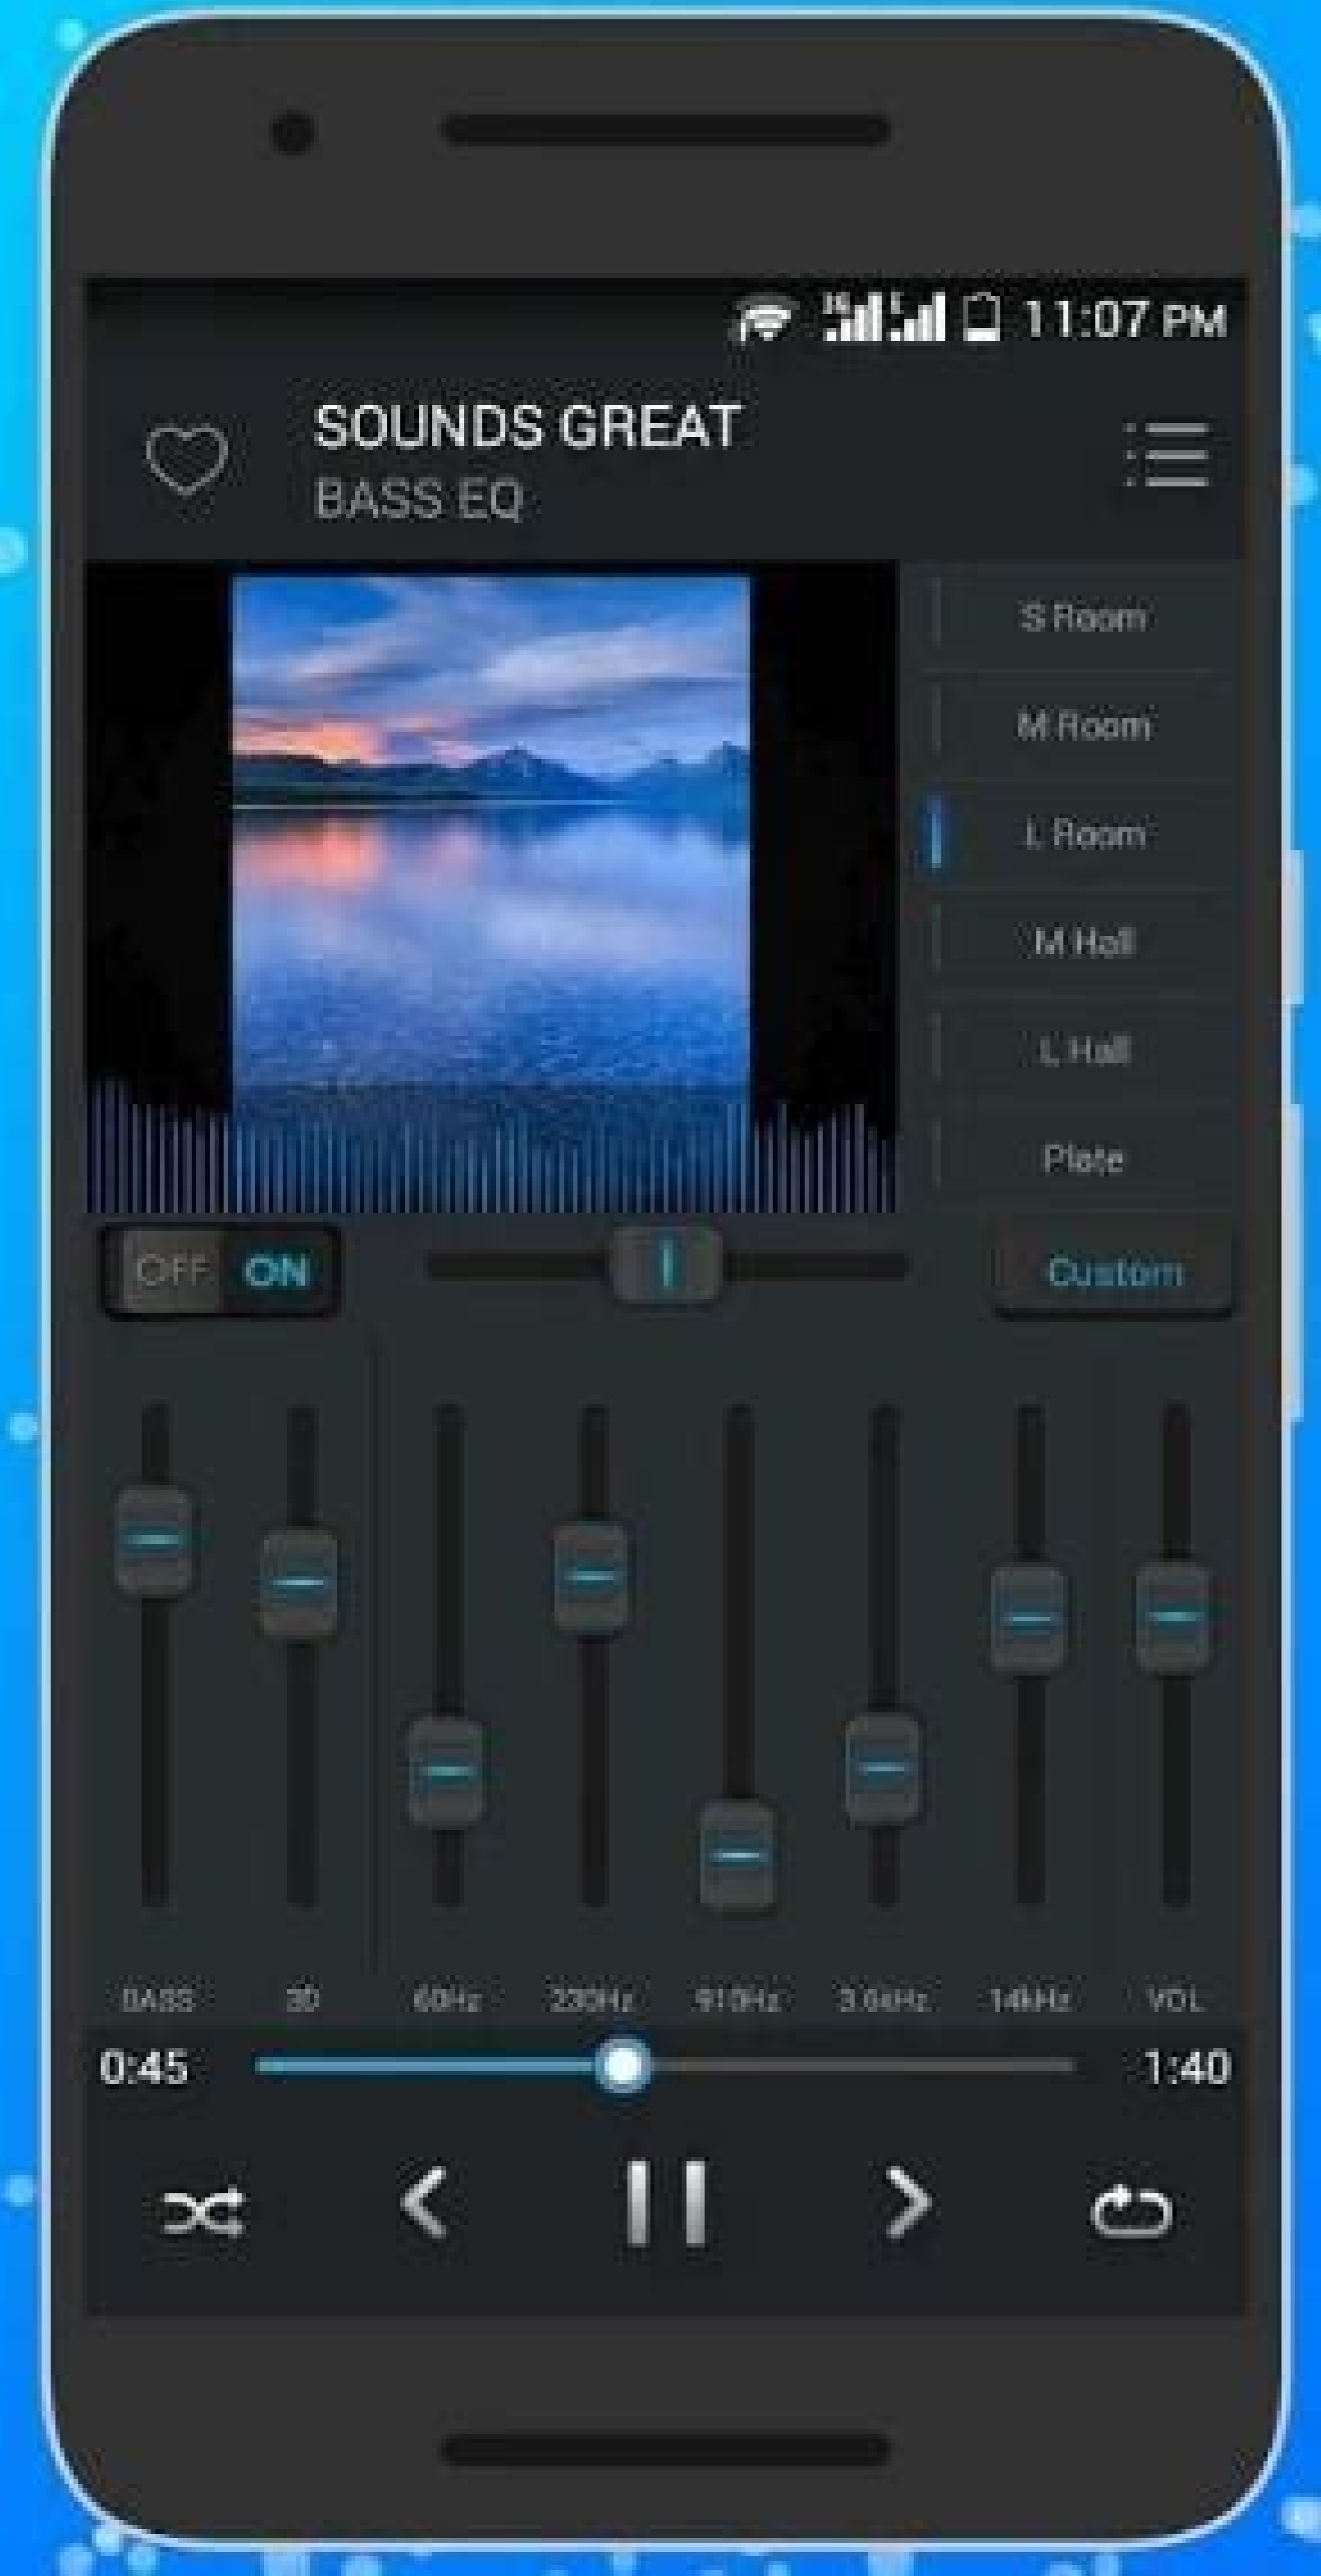 11:07 PM
SOUNDS GREAT
BASS EQ
S Room
M Room
L Room
M Hall
L Hall
Plate
OFF ON
Custom
BASS 3D 60Hz 230Hz 910Hz 3.6kHz 14kHz VOL
0:45 1:40